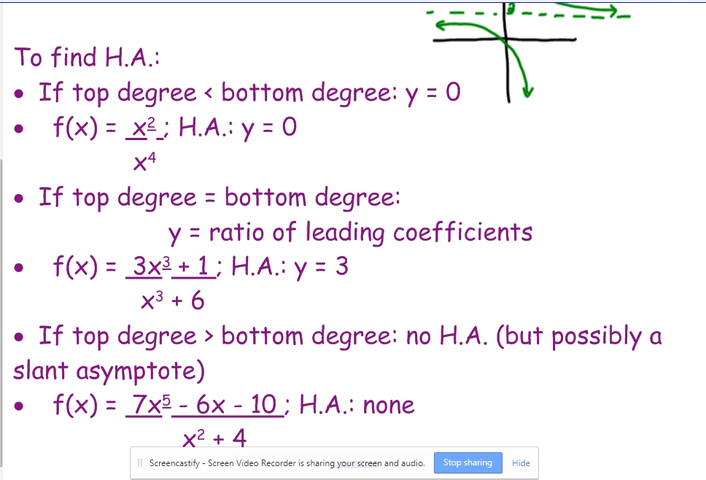 To find H.A.:
• If top degree < bottom degree: y = 0
• f(x) = x² ; H.A.: y = 0
x⁴
• If top degree = bottom degree:
y = ratio of leading coefficients
• f(x) = 3x³ + 1 ; H.A.: y = 3
x³ + 6
• If top degree > bottom degree: no H.A. (but possibly a
slant asymptote)
• f(x) = 7x⁵ - 6x - 10 ; H.A.: none
x² + 4
Screencastify - Screen Video Recorder is sharing your screen and audio. Stop sharing Hide